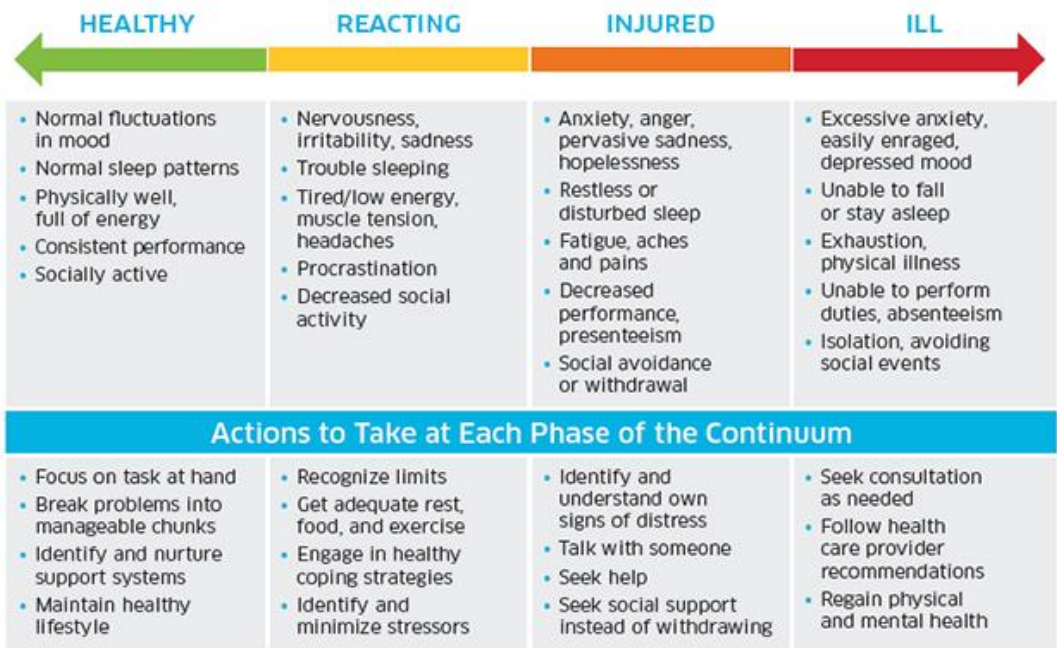 HEALTHY
REACTING
INJURED
ILL
• Normal fluctuations
in mood
• Normal sleep patterns
• Physically well,
full of energy
• Consistent performance
• Socially active
• Nervousness,
irritability, sadness
• Trouble sleeping
• Tired/low energy,
muscle tension,
headaches
• Procrastination
• Decreased social
activity
• Anxiety, anger,
pervasive sadness,
hopelessness
• Restless or
disturbed sleep
• Fatigue, aches
and pains
• Decreased
performance,
presenteeism
• Social avoidance
or withdrawal
• Excessive anxiety,
easily enraged,
depressed mood
• Unable to fall
or stay asleep
• Exhaustion,
physical illness
• Unable to perform
duties, absenteeism
• Isolation, avoiding
social events
Actions to Take at Each Phase of the Continuum
• Focus on task at hand
• Break problems into
manageable chunks
• Identify and nurture
support systems
• Maintain healthy
lifestyle
• Recognize limits
• Get adequate rest,
food, and exercise
• Engage in healthy
coping strategies
• Identify and
minimize stressors
• Identify and
understand own
signs of distress
• Talk with someone
• Seek help
• Seek social support
instead of withdrawing
• Seek consultation
as needed
• Follow health
care provider
recommendations
• Regain physical
and mental health